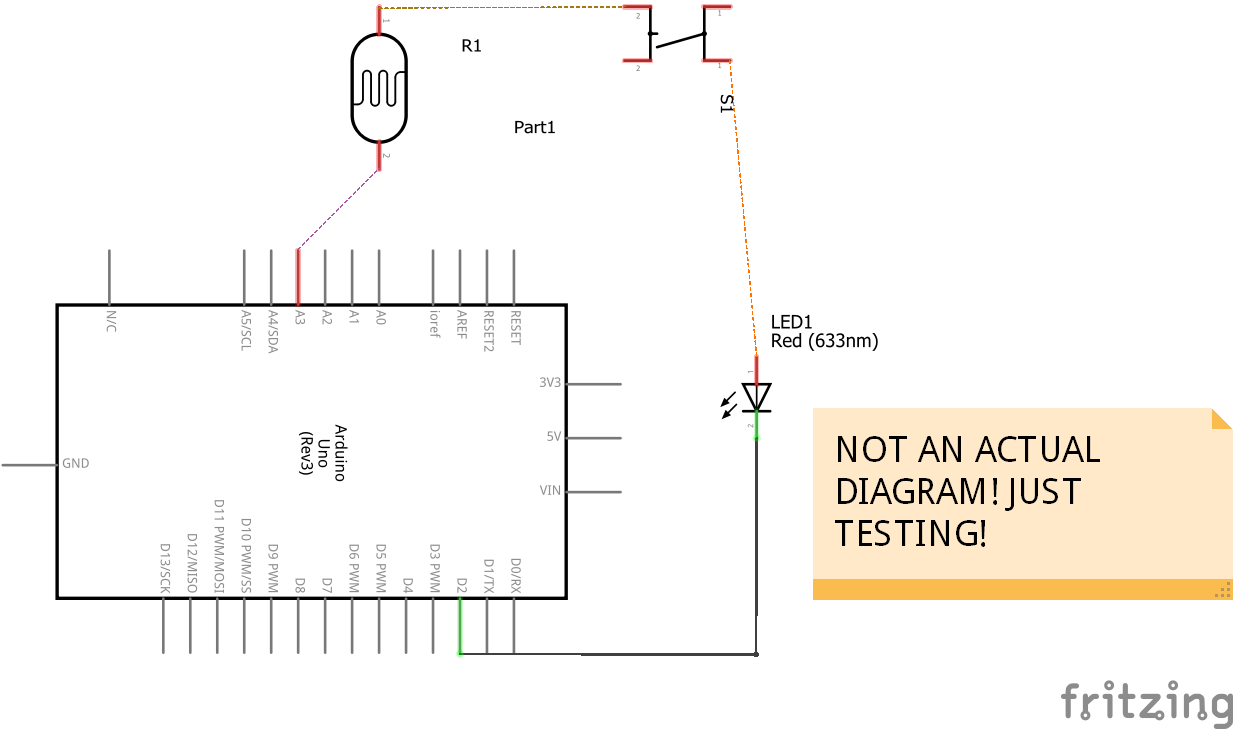 1
R1
2
1
2
1
S1
Part1
2
N/C
A5/SCL
A4/SDA
A3
A2
A1
A0
ioref
AREF
RESET2
RESET
LED1
Red (633nm)
1
2
3V3
5V
VIN
GND
Arduino
Uno
(Rev3)
D13/SCK
D12/MISO
D11 PWM/MOSI
D10 PWM/SS
D9 PWM
D8
D7
D6 PWM
D5 PWM
D4
D3 PWM
D2
D1/TX
D0/RX
NOT AN ACTUAL
DIAGRAM! JUST
TESTING!
fritzing